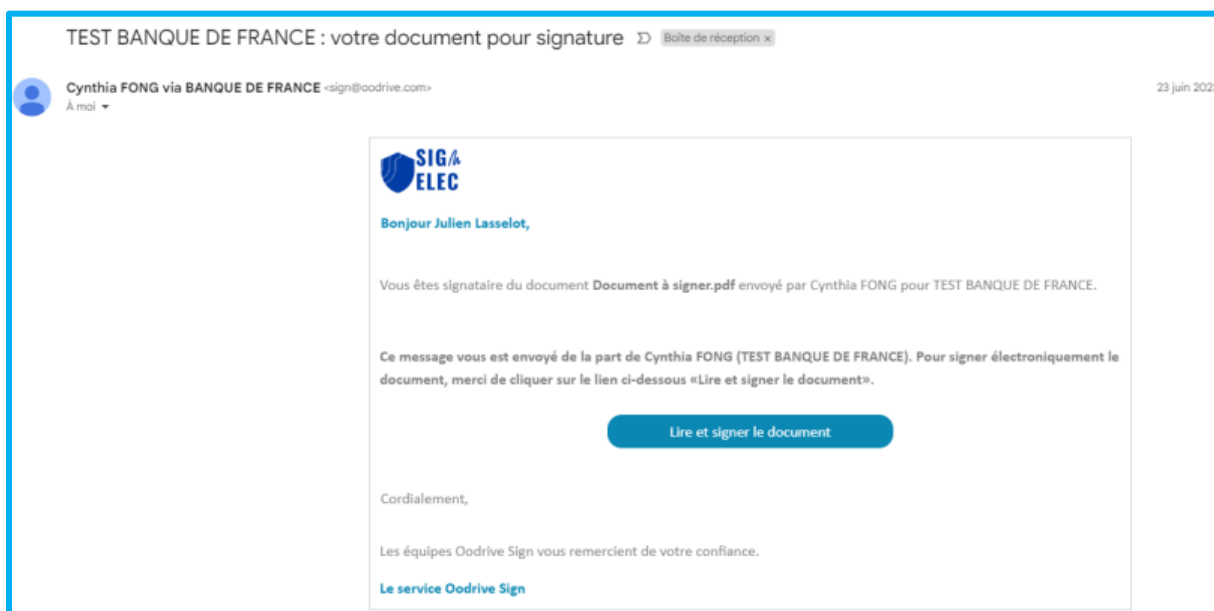 TEST BANQUE DE FRANCE : votre document pour signature Boîte de réception ×
Cynthia FONG via BANQUE DE FRANCE <sign@oodrive.com> 23 juin 202
À moi
SIGN
ELEC
Bonjour Julien Lasselot,
Vous êtes signataire du document Document à signer.pdf envoyé par Cynthia FONG pour TEST BANQUE DE FRANCE.
Ce message vous est envoyé de la part de Cynthia FONG (TEST BANQUE DE FRANCE). Pour signer électroniquement le
document, merci de cliquer sur le lien ci-dessous «Lire et signer le document».
Lire et signer le document
Cordialement,
Les équipes Oodrive Sign vous remercient de votre confiance.
Le service Oodrive Sign